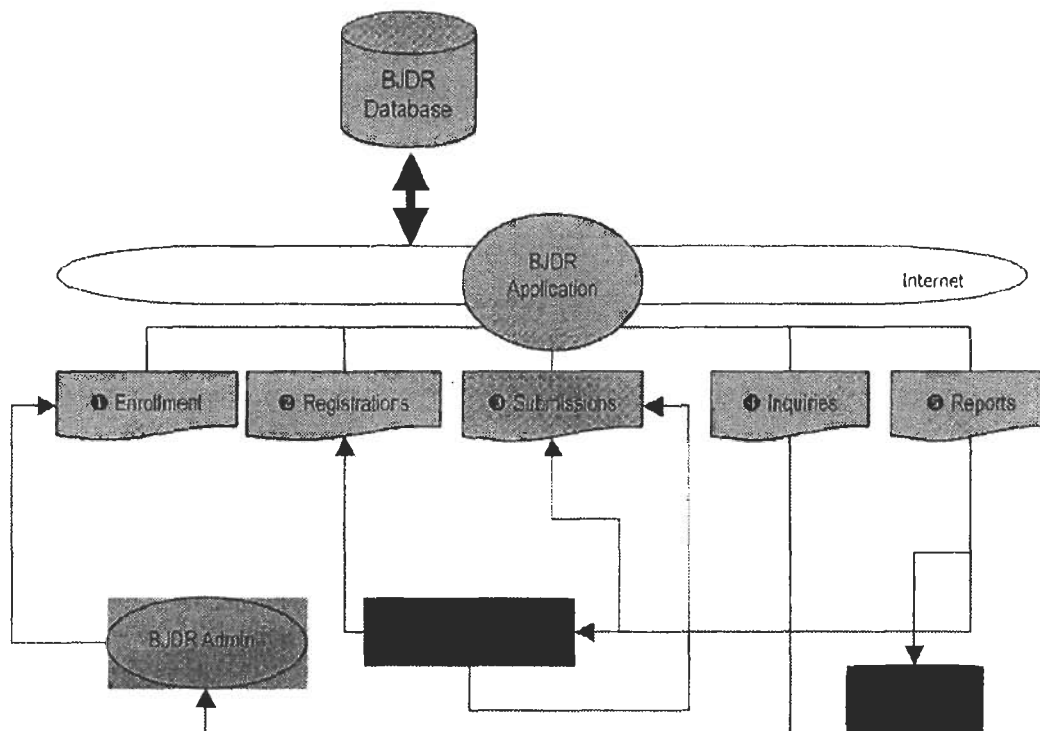 BJDR
Database
BJDR
Application
Internet
❶ Enrollment
❷ Registrations
❸ Submissions
❹ Inquiries
❺ Reports
BJDR Admin